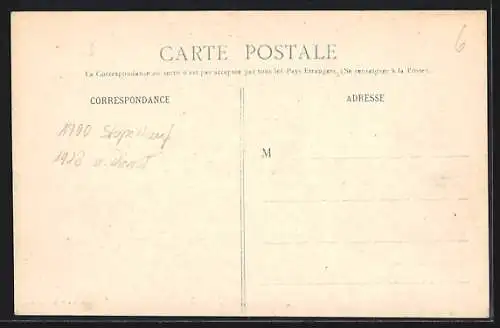 6
CARTE POSTALE
La Correspondance au recto n'est pas acceptée par tous les Pays Etrangers. (Se renseigner à la Poste).
CORRESPONDANCE
ADRESSE
1900
M